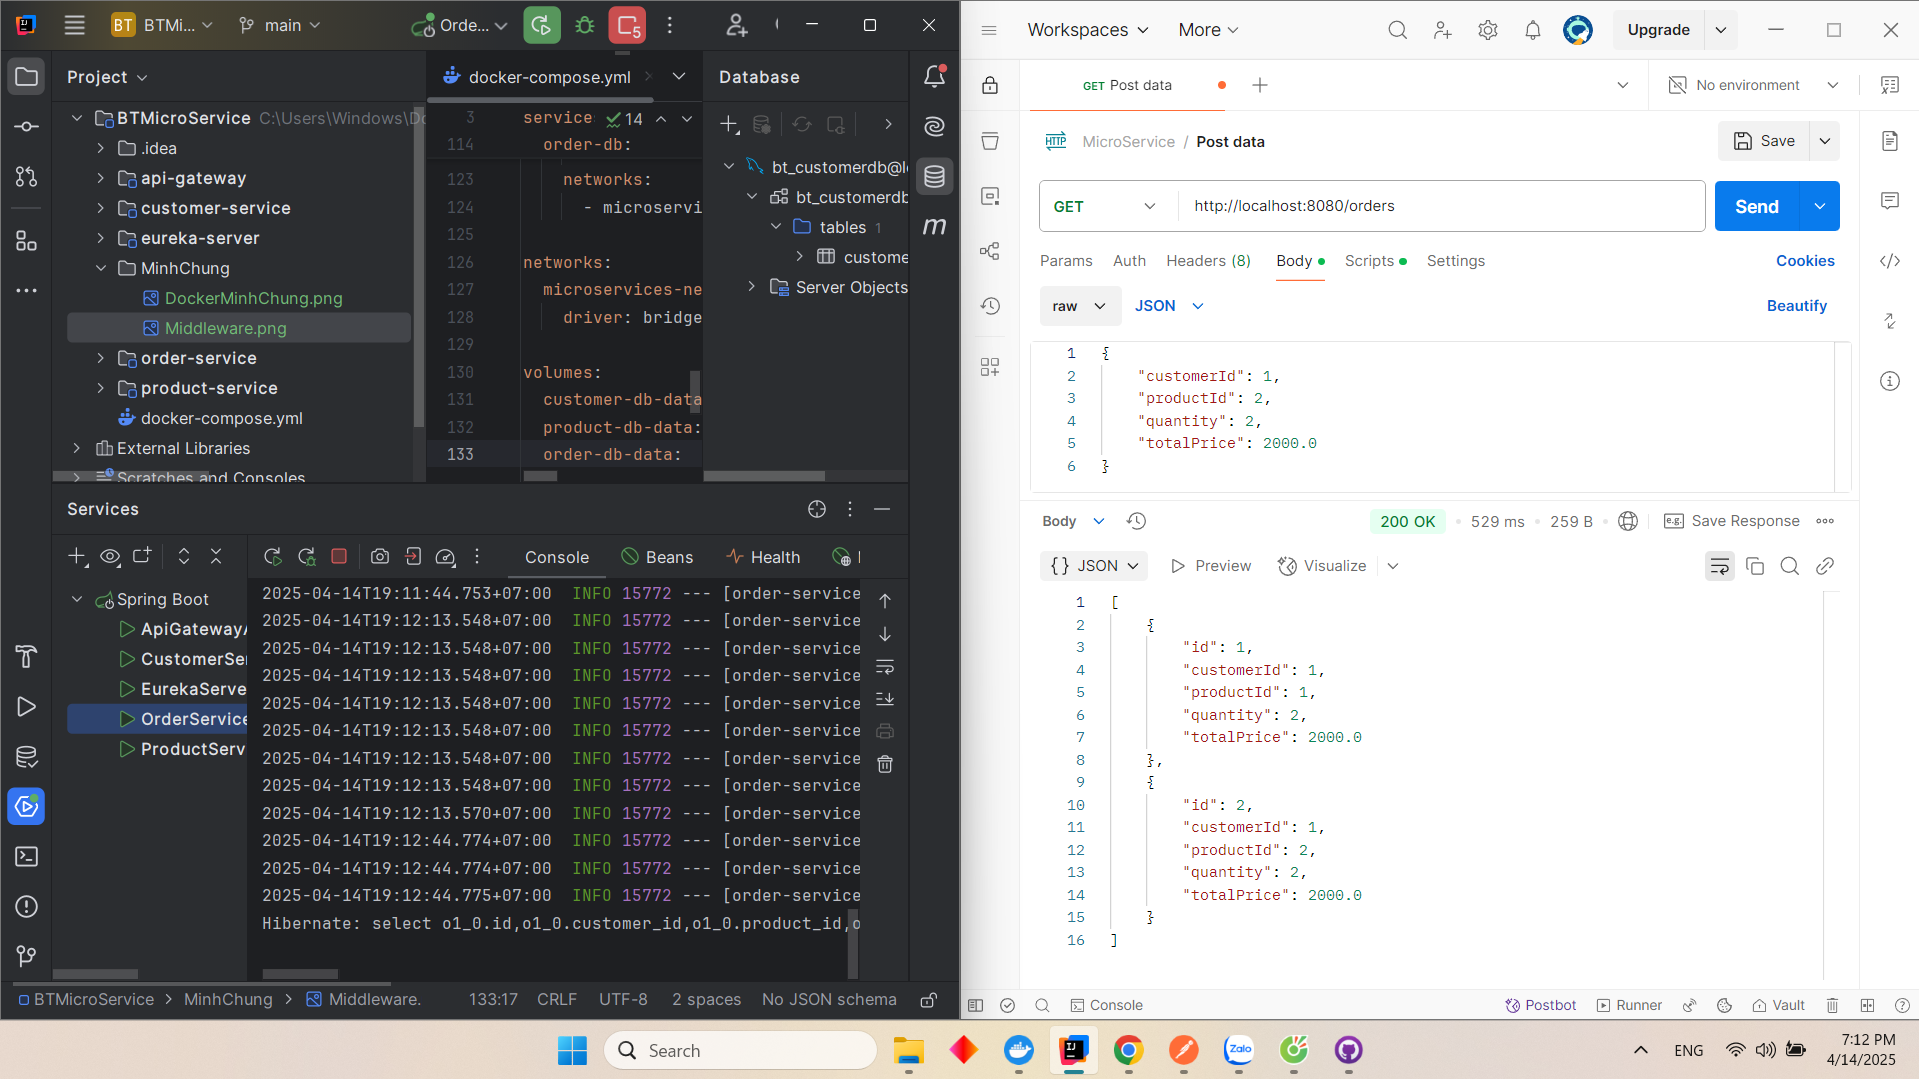 BT BTMi...
main
Orde...
5
Project
BTMicroService C:\Users\Windows\Do
.idea
api-gateway
customer-service
eureka-server
MinhChung
DockerMinhChung.png
Middleware.png
order-service
product-service
docker-compose.yml
External Libraries
Scratches and Consoles
docker-compose.yml
14
3 service
114 order-db:
123 networks:
124 - microservi
125
126 networks:
127 microservices-ne
128 driver: bridge
129
130 volumes:
131 customer-db-data
132 product-db-data:
133 order-db-data:
Database
bt_customerdb@l
bt_customerdb
tables 1
custome
Server Objects
m
Services
Console
Beans
Health
Spring Boot
ApiGatewayA
CustomerSer
EurekaServe
OrderService
ProductServ
2025-04-14T19:11:44.753+07:00 INFO 15772 --- [order-service
2025-04-14T19:12:13.548+07:00 INFO 15772 --- [order-service
2025-04-14T19:12:13.548+07:00 INFO 15772 --- [order-service
2025-04-14T19:12:13.548+07:00 INFO 15772 --- [order-service
2025-04-14T19:12:13.548+07:00 INFO 15772 --- [order-service
2025-04-14T19:12:13.548+07:00 INFO 15772 --- [order-service
2025-04-14T19:12:13.548+07:00 INFO 15772 --- [order-service
2025-04-14T19:12:13.548+07:00 INFO 15772 --- [order-service
2025-04-14T19:12:13.570+07:00 INFO 15772 --- [order-service
2025-04-14T19:12:44.774+07:00 INFO 15772 --- [order-service
2025-04-14T19:12:44.774+07:00 INFO 15772 --- [order-service
2025-04-14T19:12:44.775+07:00 INFO 15772 --- [order-service
Hibernate: select o1_0.id,o1_0.customer_id,o1_0.product_id,o
BTMicroService > MinhChung > Middleware.
133:17 CRLF UTF-8 2 spaces No JSON schema
Workspaces
More
Upgrade
GET Post data
No environment
HTTP MicroService / Post data
Save
GET
http://localhost:8080/orders
Send
Params Auth Headers (8) Body Scripts Settings
Cookies
raw
JSON
Beautify
1 {
2 "customerId": 1,
3 "productId": 2,
4 "quantity": 2,
5 "totalPrice": 2000.0
6 }
Body
200 OK
529 ms
259 B
e.g. Save Response
{} JSON
Preview
Visualize
1 [
2 {
3 "id": 1,
4 "customerId": 1,
5 "productId": 1,
6 "quantity": 2,
7 "totalPrice": 2000.0
8 },
9 {
10 "id": 2,
11 "customerId": 1,
12 "productId": 2,
13 "quantity": 2,
14 "totalPrice": 2000.0
15 }
16 ]
Console
Postbot
Runner
Vault
Search
Zalo
ENG
7:12 PM
4/14/2025